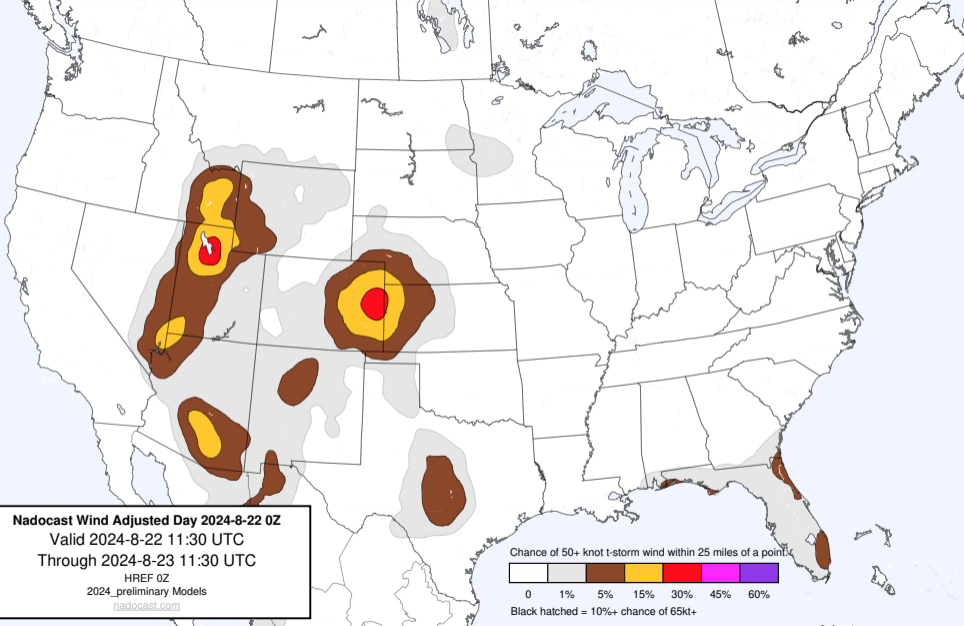 Nadocast Wind Adjusted Day 2024-8-22 0Z
Valid 2024-8-22 11:30 UTC
Through 2024-8-23 11:30 UTC
HREF 0Z
2024_preliminary Models
nadocast.com
Chance of 50+ knot t-storm wind within 25 miles of a point.
0 1% 5% 15% 30% 45% 60%
Black hatched = 10%+ chance of 65kt+